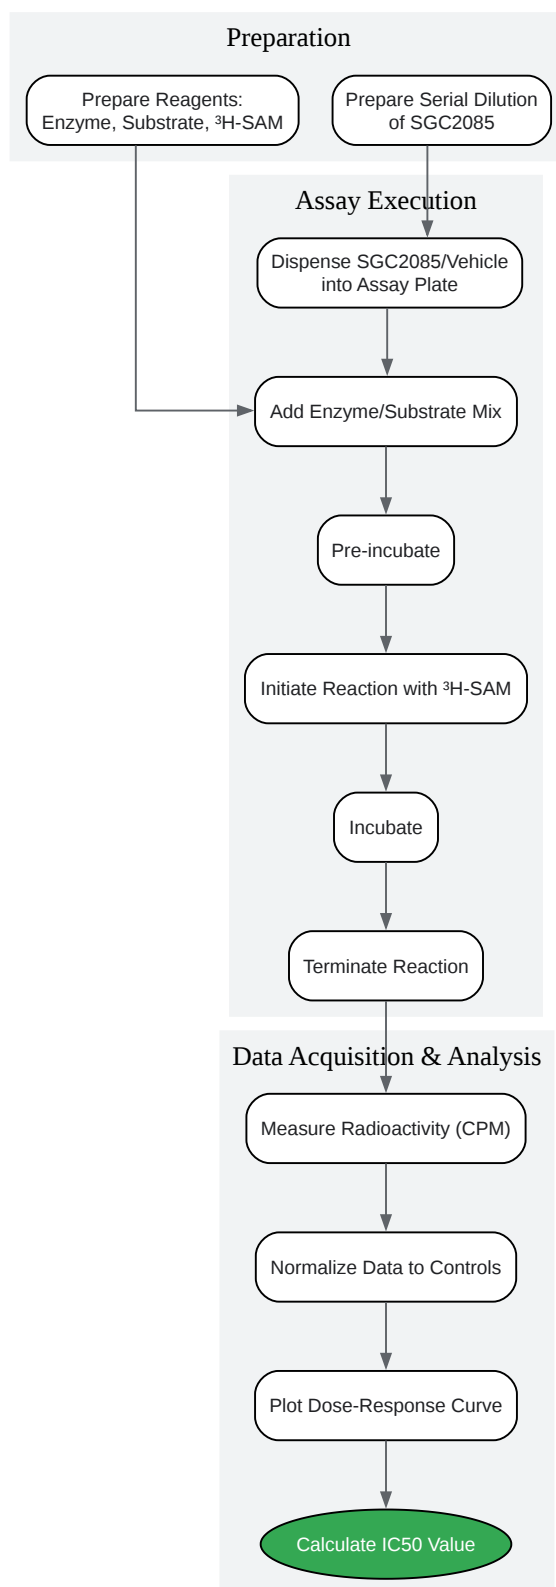 Preparation
Prepare Reagents:
Enzyme, Substrate, ³H-SAM
Prepare Serial Dilution
of SGC2085
Assay Execution
Dispense SGC2085/Vehicle
into Assay Plate
Add Enzyme/Substrate Mix
Pre-incubate
Initiate Reaction with ³H-SAM
Incubate
Terminate Reaction
Data Acquisition & Analysis
Measure Radioactivity (CPM)
Normalize Data to Controls
Plot Dose-Response Curve
Calculate IC50 Value